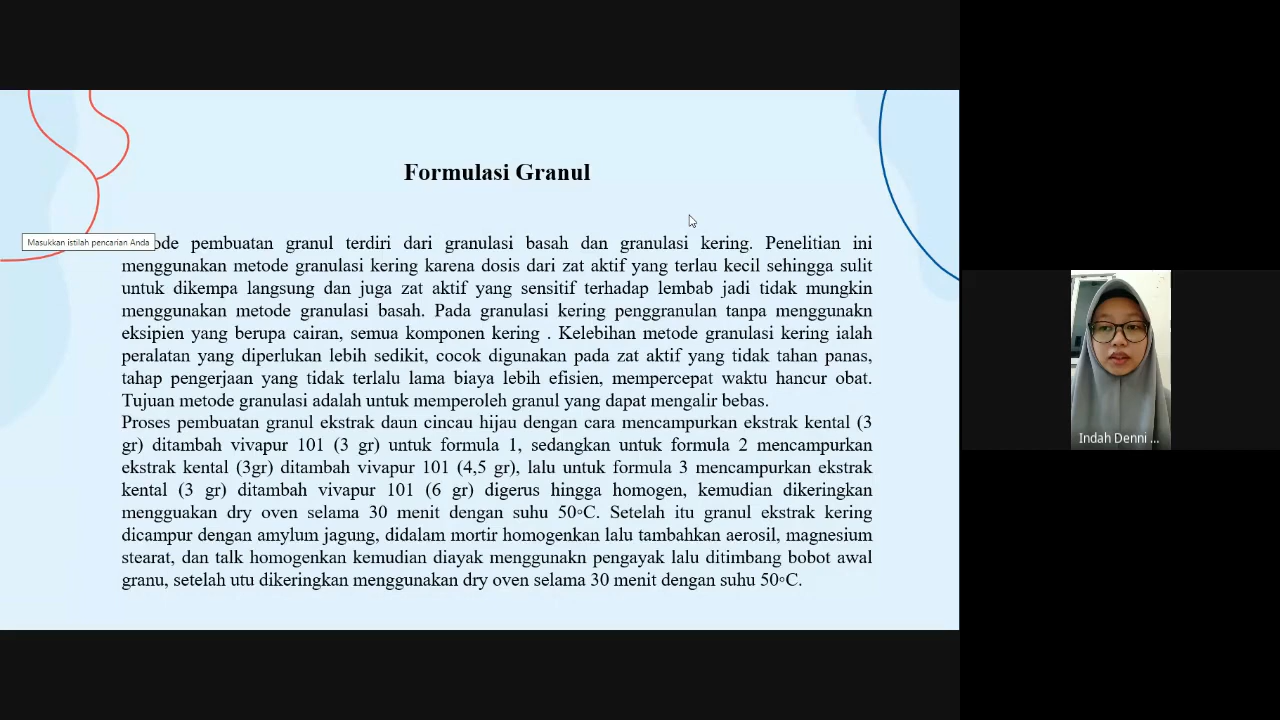 Formulasi Granul
Masukkan istilah pencarian Anda
ode pembuatan granul terdiri dari granulasi basah dan granulasi kering. Penelitian ini
menggunakan metode granulasi kering karena dosis dari zat aktif yang terlau kecil sehingga sulit
untuk dikempa langsung dan juga zat aktif yang sensitif terhadap lembab jadi tidak mungkin
menggunakan metode granulasi basah. Pada granulasi kering penggranulan tanpa menggunakn
eksipien yang berupa cairan, semua komponen kering . Kelebihan metode granulasi kering ialah
peralatan yang diperlukan lebih sedikit, cocok digunakan pada zat aktif yang tidak tahan panas,
tahap pengerjaan yang tidak terlalu lama biaya lebih efisien, mempercepat waktu hancur obat.
Tujuan metode granulasi adalah untuk memperoleh granul yang dapat mengalir bebas.
Proses pembuatan granul ekstrak daun cincau hijau dengan cara mencampurkan ekstrak kental (3
gr) ditambah vivapur 101 (3 gr) untuk formula 1, sedangkan untuk formula 2 mencampurkan
ekstrak kental (3gr) ditambah vivapur 101 (4,5 gr), lalu untuk formula 3 mencampurkan ekstrak
kental (3 gr) ditambah vivapur 101 (6 gr) digerus hingga homogen, kemudian dikeringkan
mengguakan dry oven selama 30 menit dengan suhu 50◦C. Setelah itu granul ekstrak kering
dicampur dengan amylum jagung, didalam mortir homogenkan lalu tambahkan aerosil, magnesium
stearat, dan talk homogenkan kemudian diayak menggunakn pengayak lalu ditimbang bobot awal
granu, setelah utu dikeringkan menggunakan dry oven selama 30 menit dengan suhu 50◦C.
Indah Denni ...